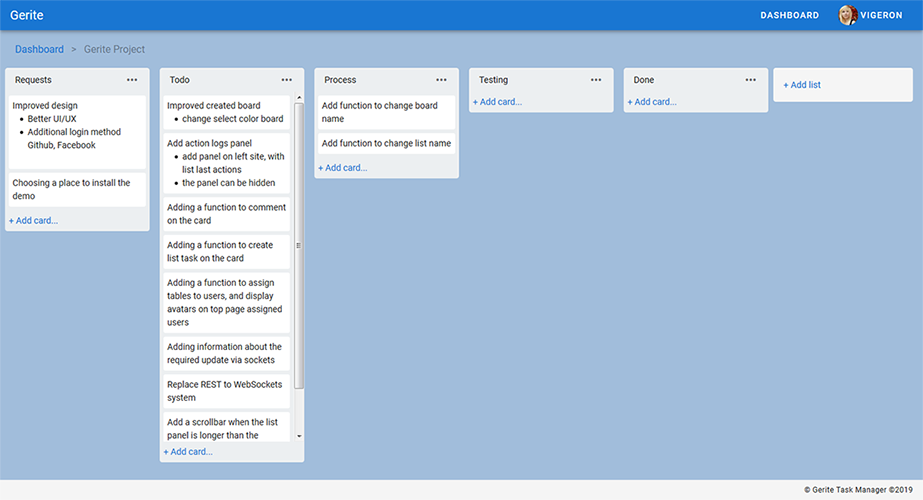 Gerite
DASHBOARD
VIGERON
Dashboard > Gerite Project
Requests
Improved design
Better UI/UX
Additional login method
Github, Facebook
Choosing a place to install the
demo
+ Add card...
Todo
Improved created board
change select color board
Add action logs panel
add panel on left site, with
list last actions
the panel can be hidden
Adding a function to comment
on the card
Adding a function to create
list task on the card
Adding a function to assign
tables to users, and display
avatars on top page assigned
users
Adding information about the
required update via sockets
Replace REST to WebSockets
system
Add a scrollbar when the list
panel is longer than the
+ Add card...
Process
Add function to change board
name
Add function to change list name
+ Add card...
Testing
+ Add card...
Done
+ Add card...
+ Add list
© Gerite Task Manager ©2019